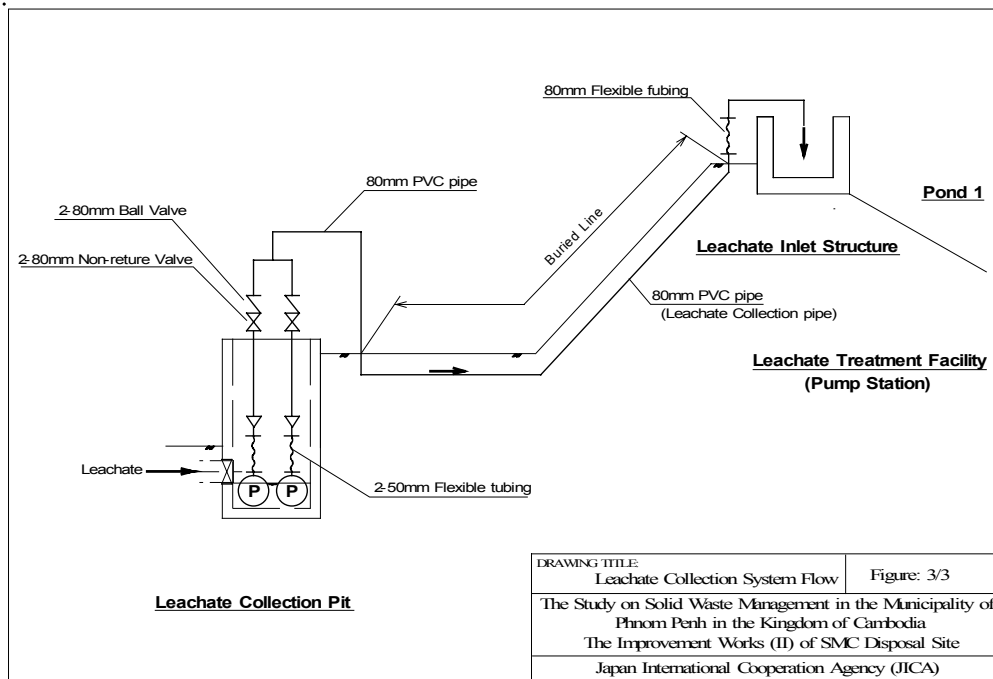 80mm Flexible fubing
80mm PVC pipe
2-80mm Ball Valve
2-80mm Non-reture Valve
Buried Line
Pond 1
Leachate Inlet Structure
80mm PVC pipe
(Leachate Collection pipe)
Leachate Treatment Facility
(Pump Station)
Leachate
P P
2-50mm Flexible tubing
Leachate Collection Pit
DRAWING TITLE:
Leachate Collection System Flow
Figure: 3/3
The Study on Solid Waste Management in the Municipality of
Phnom Penh in the Kingdom of Cambodia
The Improvement Works (II) of SMC Disposal Site
Japan International Cooperation Agency (JICA)